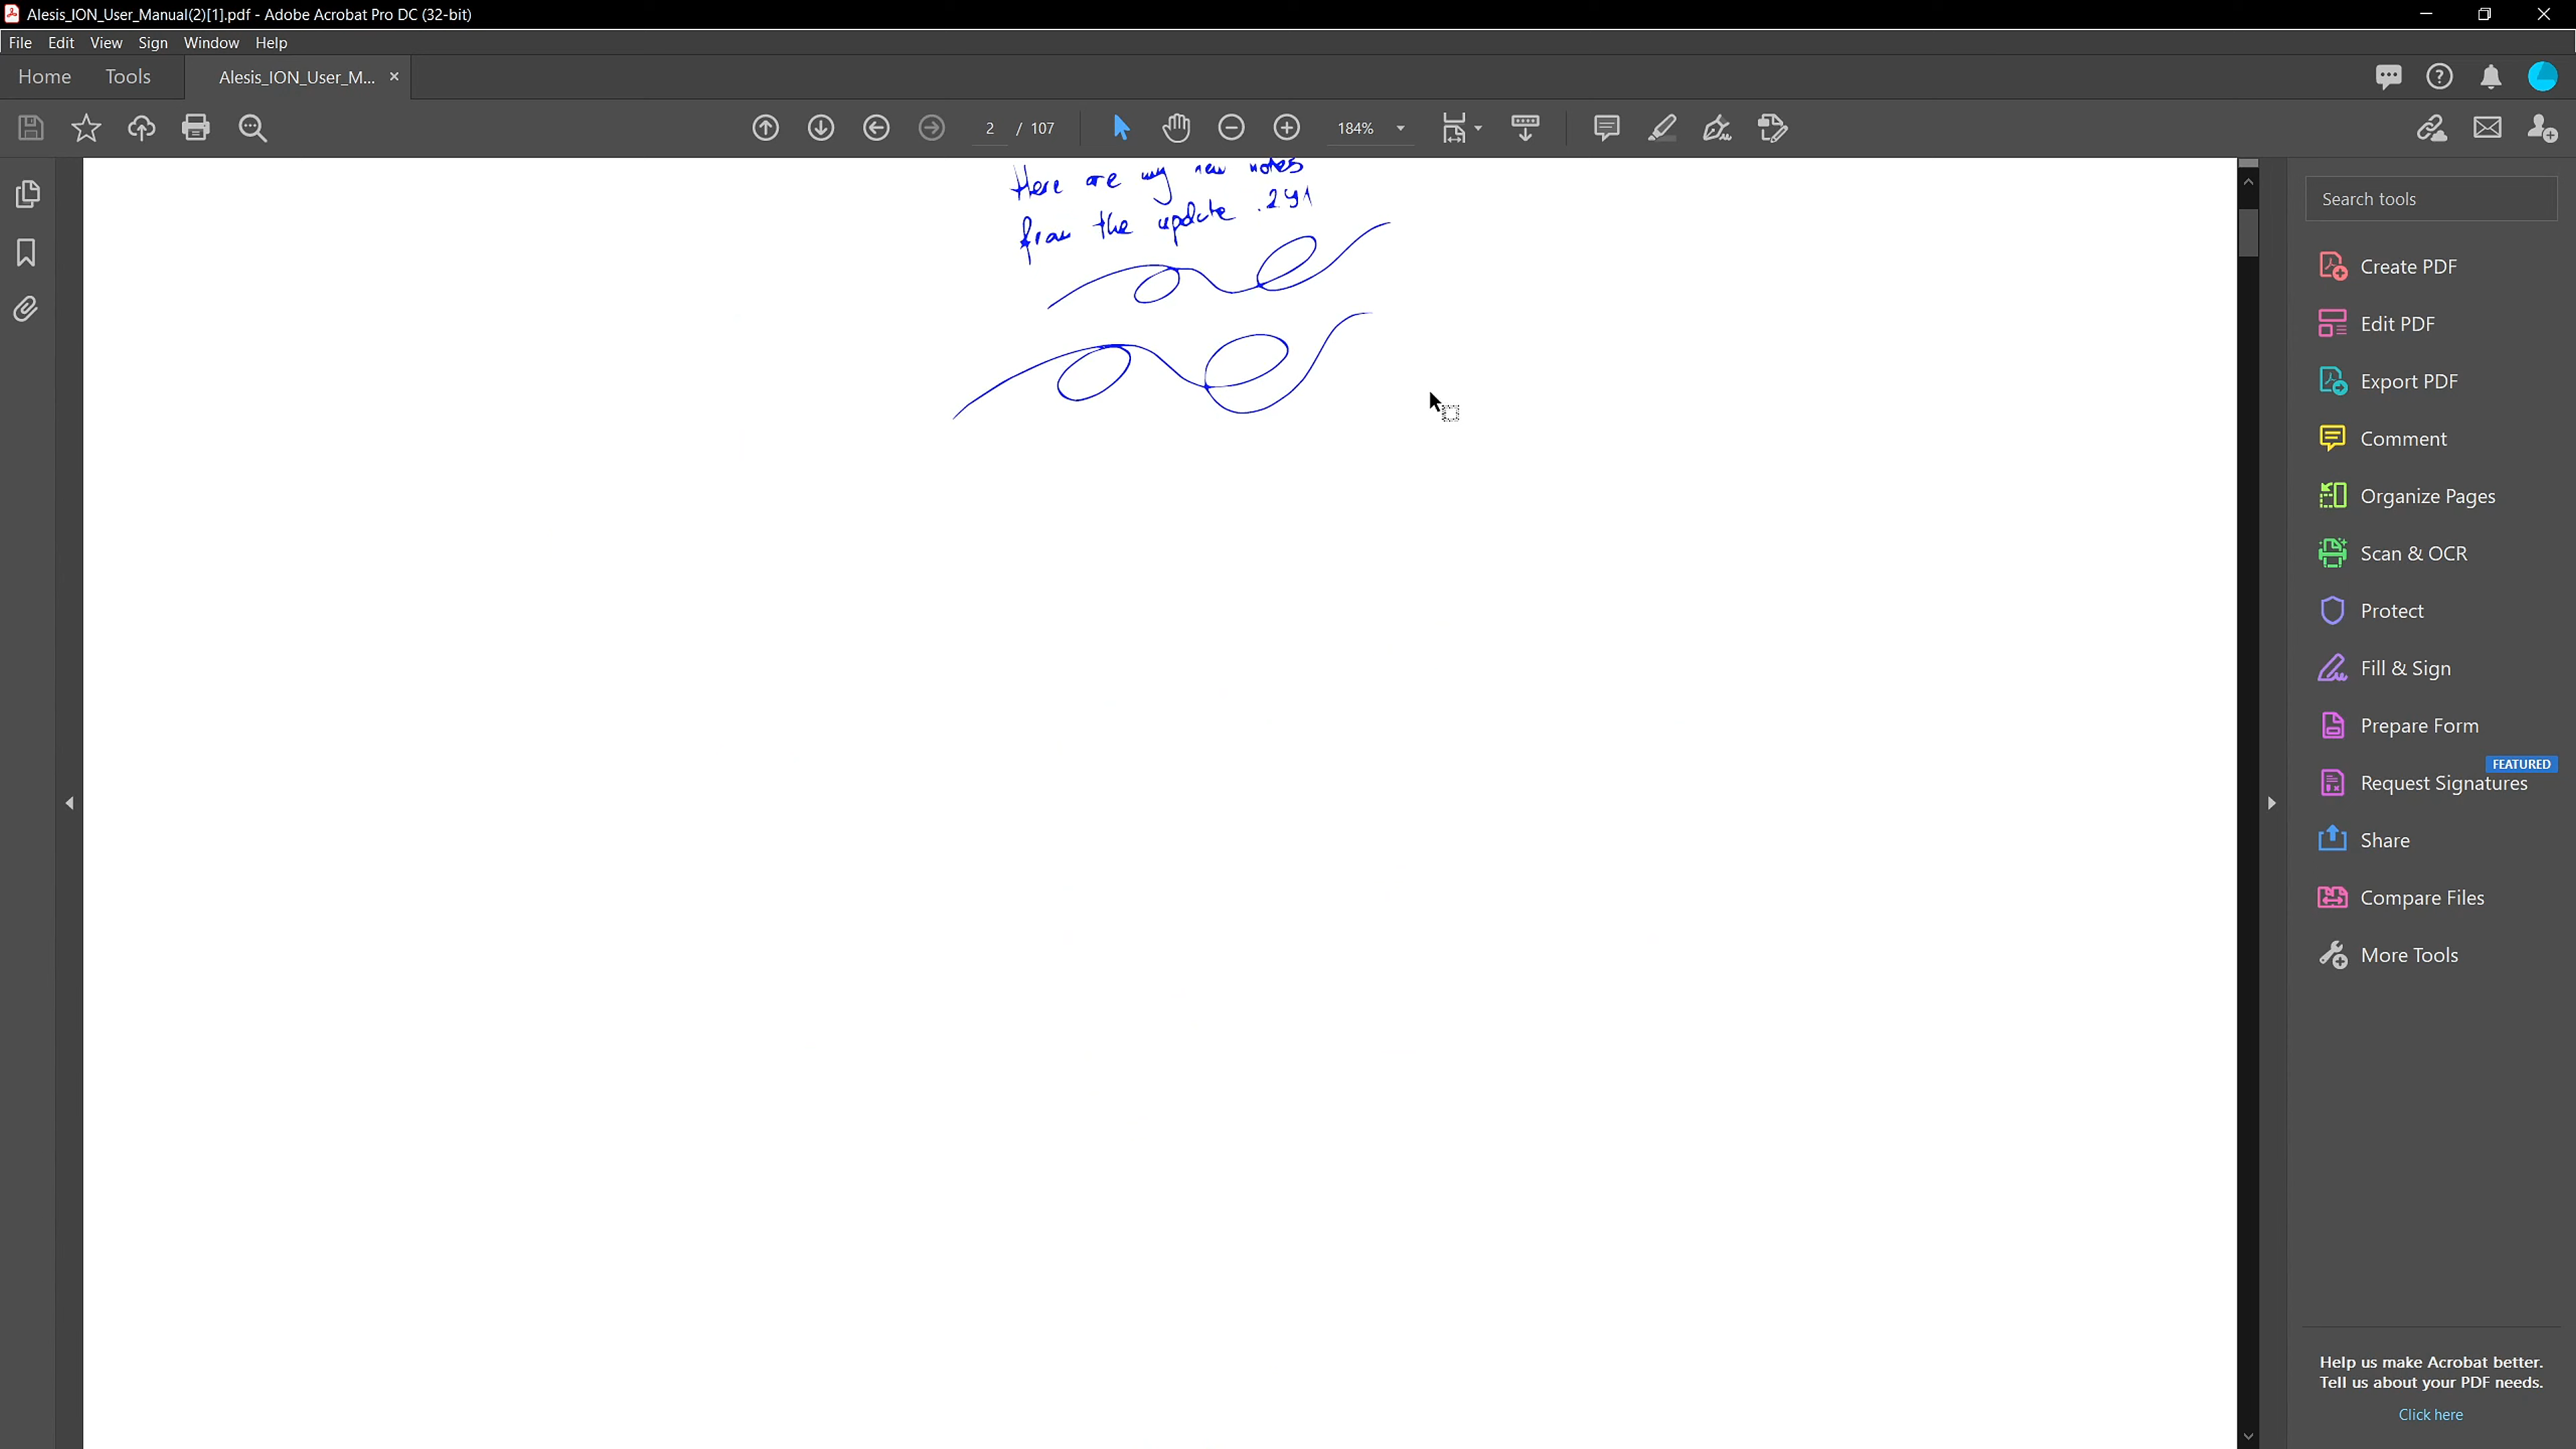 Alesis_ION_User_Manual(2)[1].pdf - Adobe Acrobat Pro DC (32-bit)
File Edit View Sign Window Help
Home Tools Alesis_ION_User_M... ×
2 / 107 184%
Here are my new notes
from the update .2.91
Search tools
Create PDF
Edit PDF
Export PDF
Comment
Organize Pages
Scan & OCR
Protect
Fill & Sign
Prepare Form
FEATURED
Request Signatures
Share
Compare Files
More Tools
Help us make Acrobat better.
Tell us about your PDF needs.
Click here